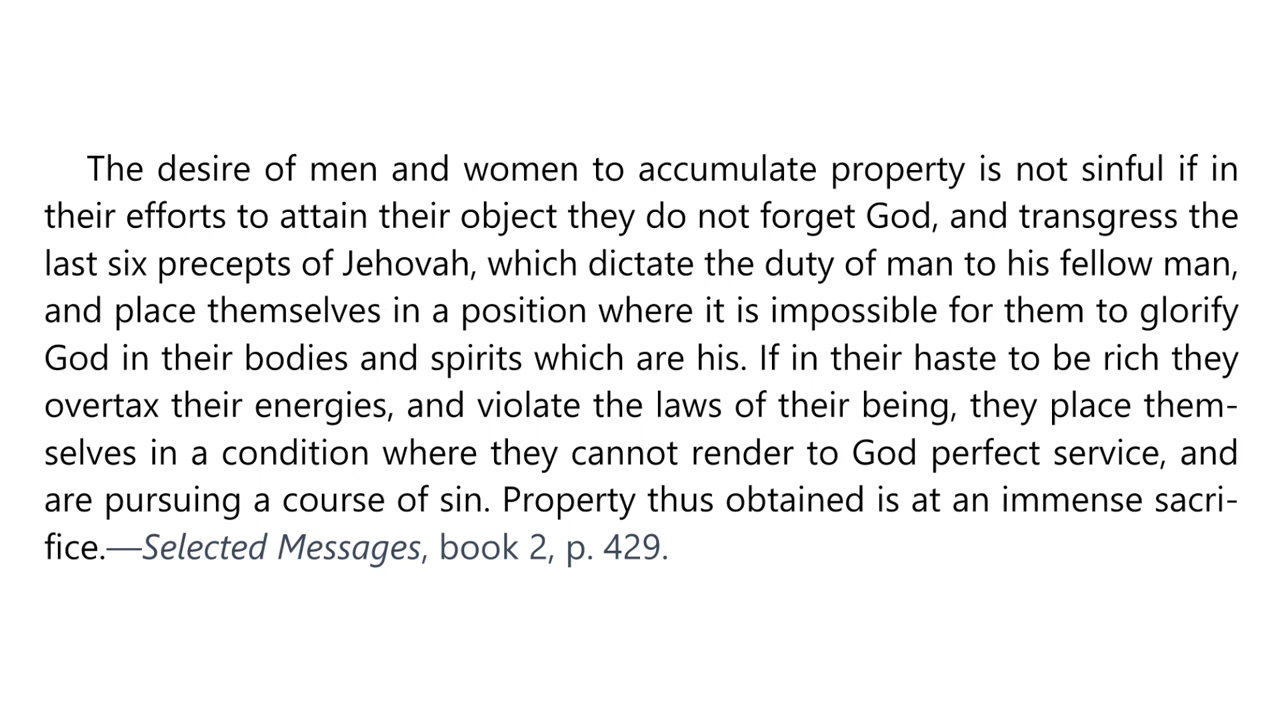 The desire of men and women to accumulate property is not sinful if in
their efforts to attain their object they do not forget God, and transgress the
last six precepts of Jehovah, which dictate the duty of man to his fellow man,
and place themselves in a position where it is impossible for them to glorify
God in their bodies and spirits which are his. If in their haste to be rich they
overtax their energies, and violate the laws of their being, they place them-
selves in a condition where they cannot render to God perfect service, and
are pursuing a course of sin. Property thus obtained is at an immense sacri-
fice.—Selected Messages, book 2, p. 429.